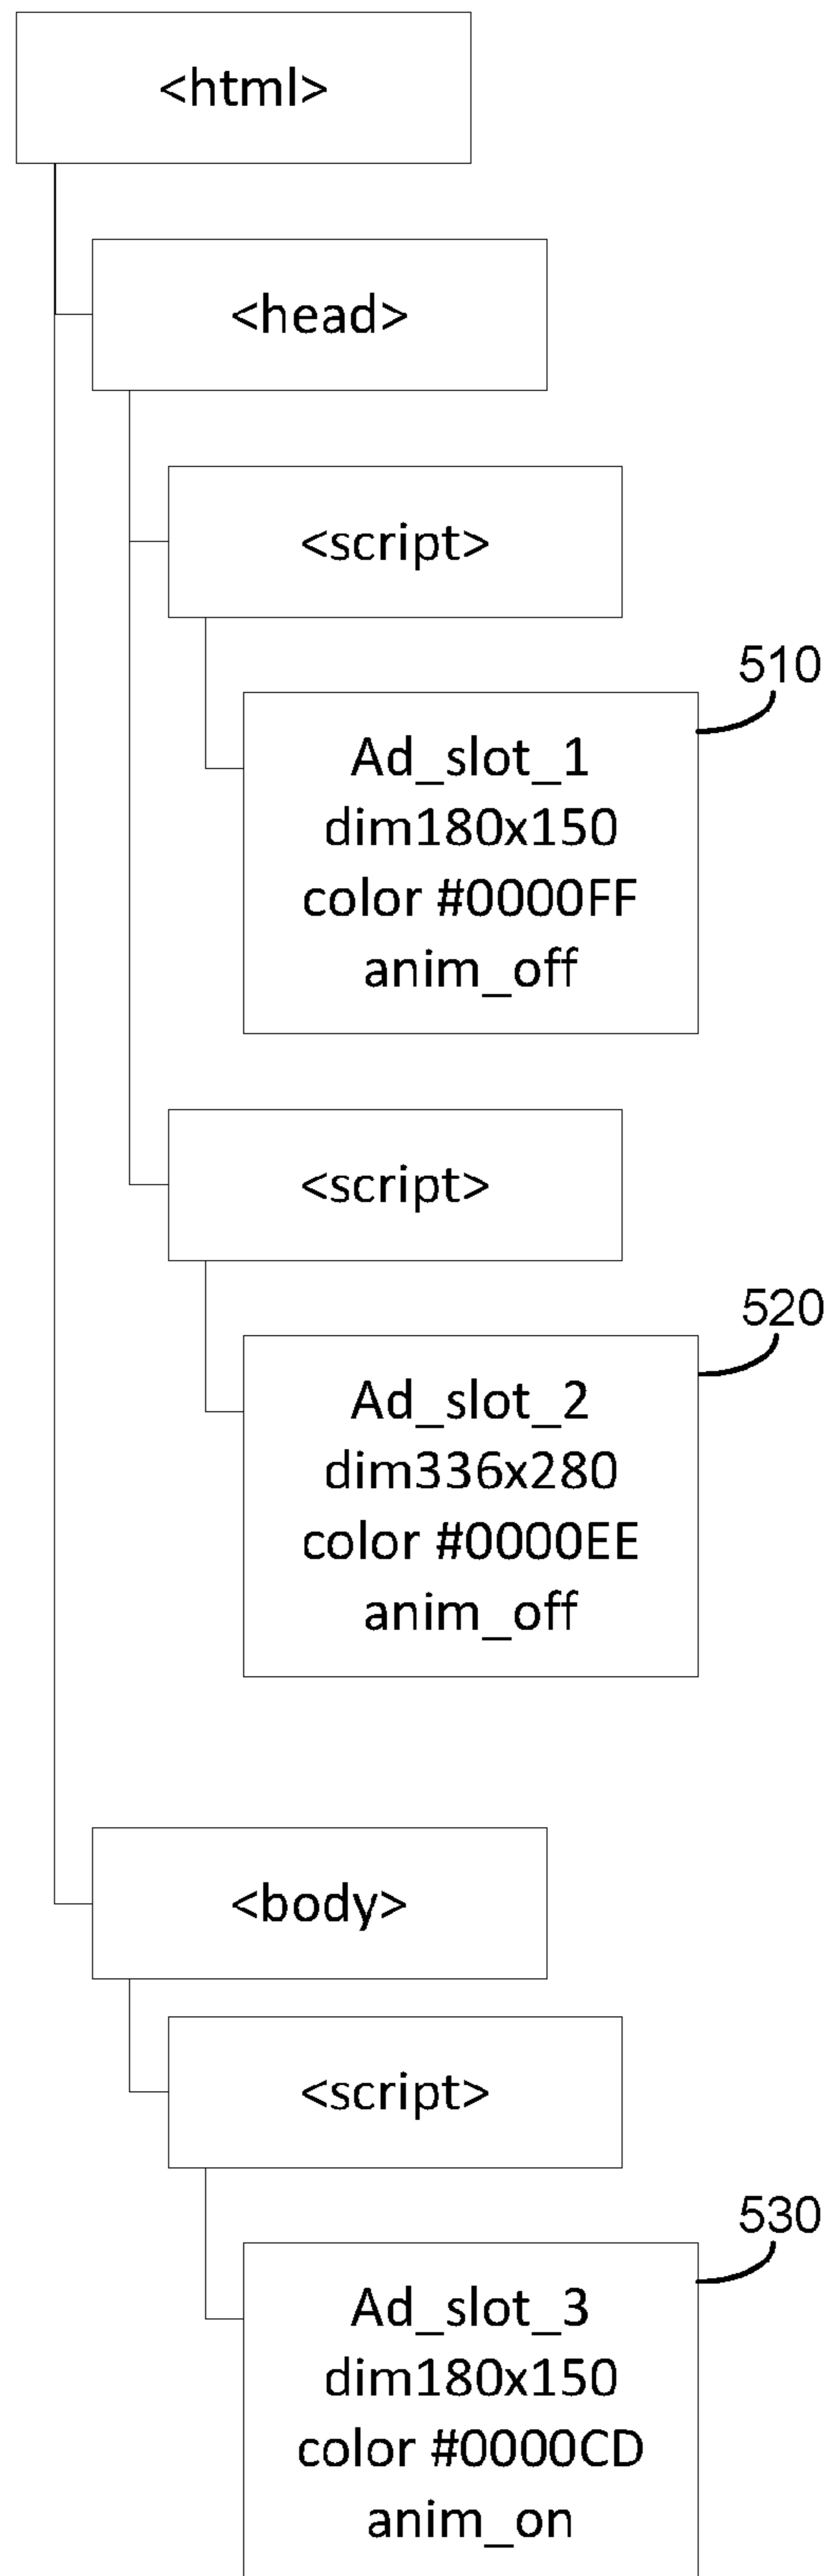 <html>
<head>
<script>
510
Ad_slot_1
dim180x150
color #0000FF
anim_off
<script>
520
Ad_slot_2
dim336x280
color #0000EE
anim_off
<body>
<script>
530
Ad_slot_3
dim180x150
color #0000CD
anim_on